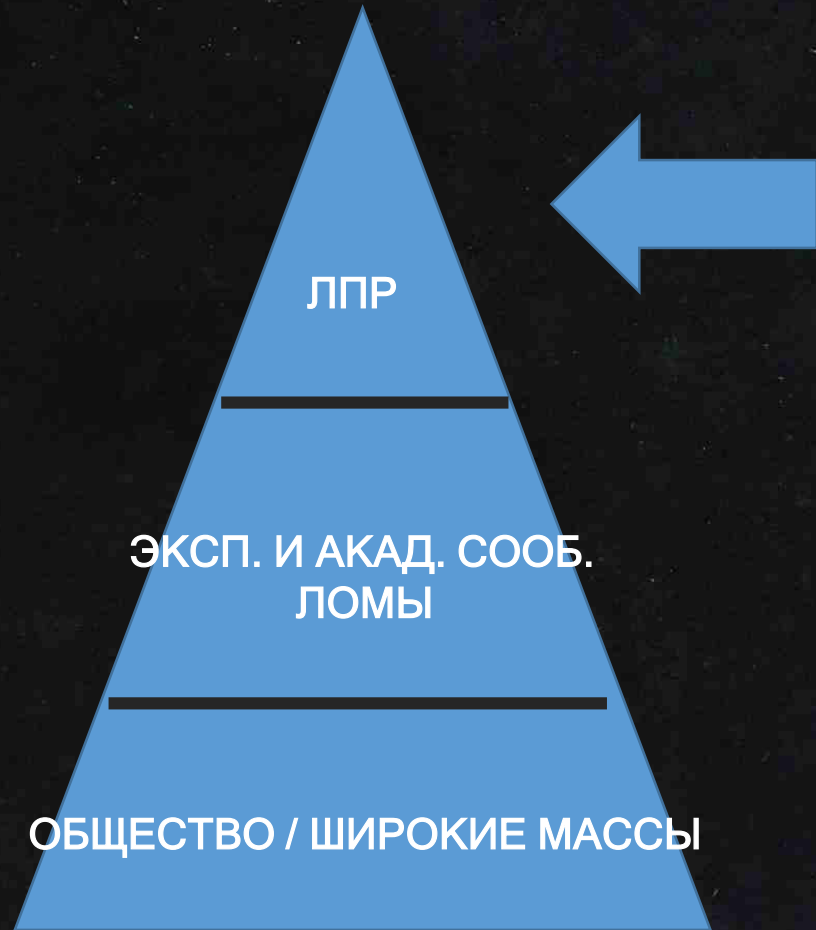 ЛПР
ЭКСП. И АКАД. СООБ.
ЛОМЫ
ОБЩЕСТВО / ШИРОКИЕ МАССЫ